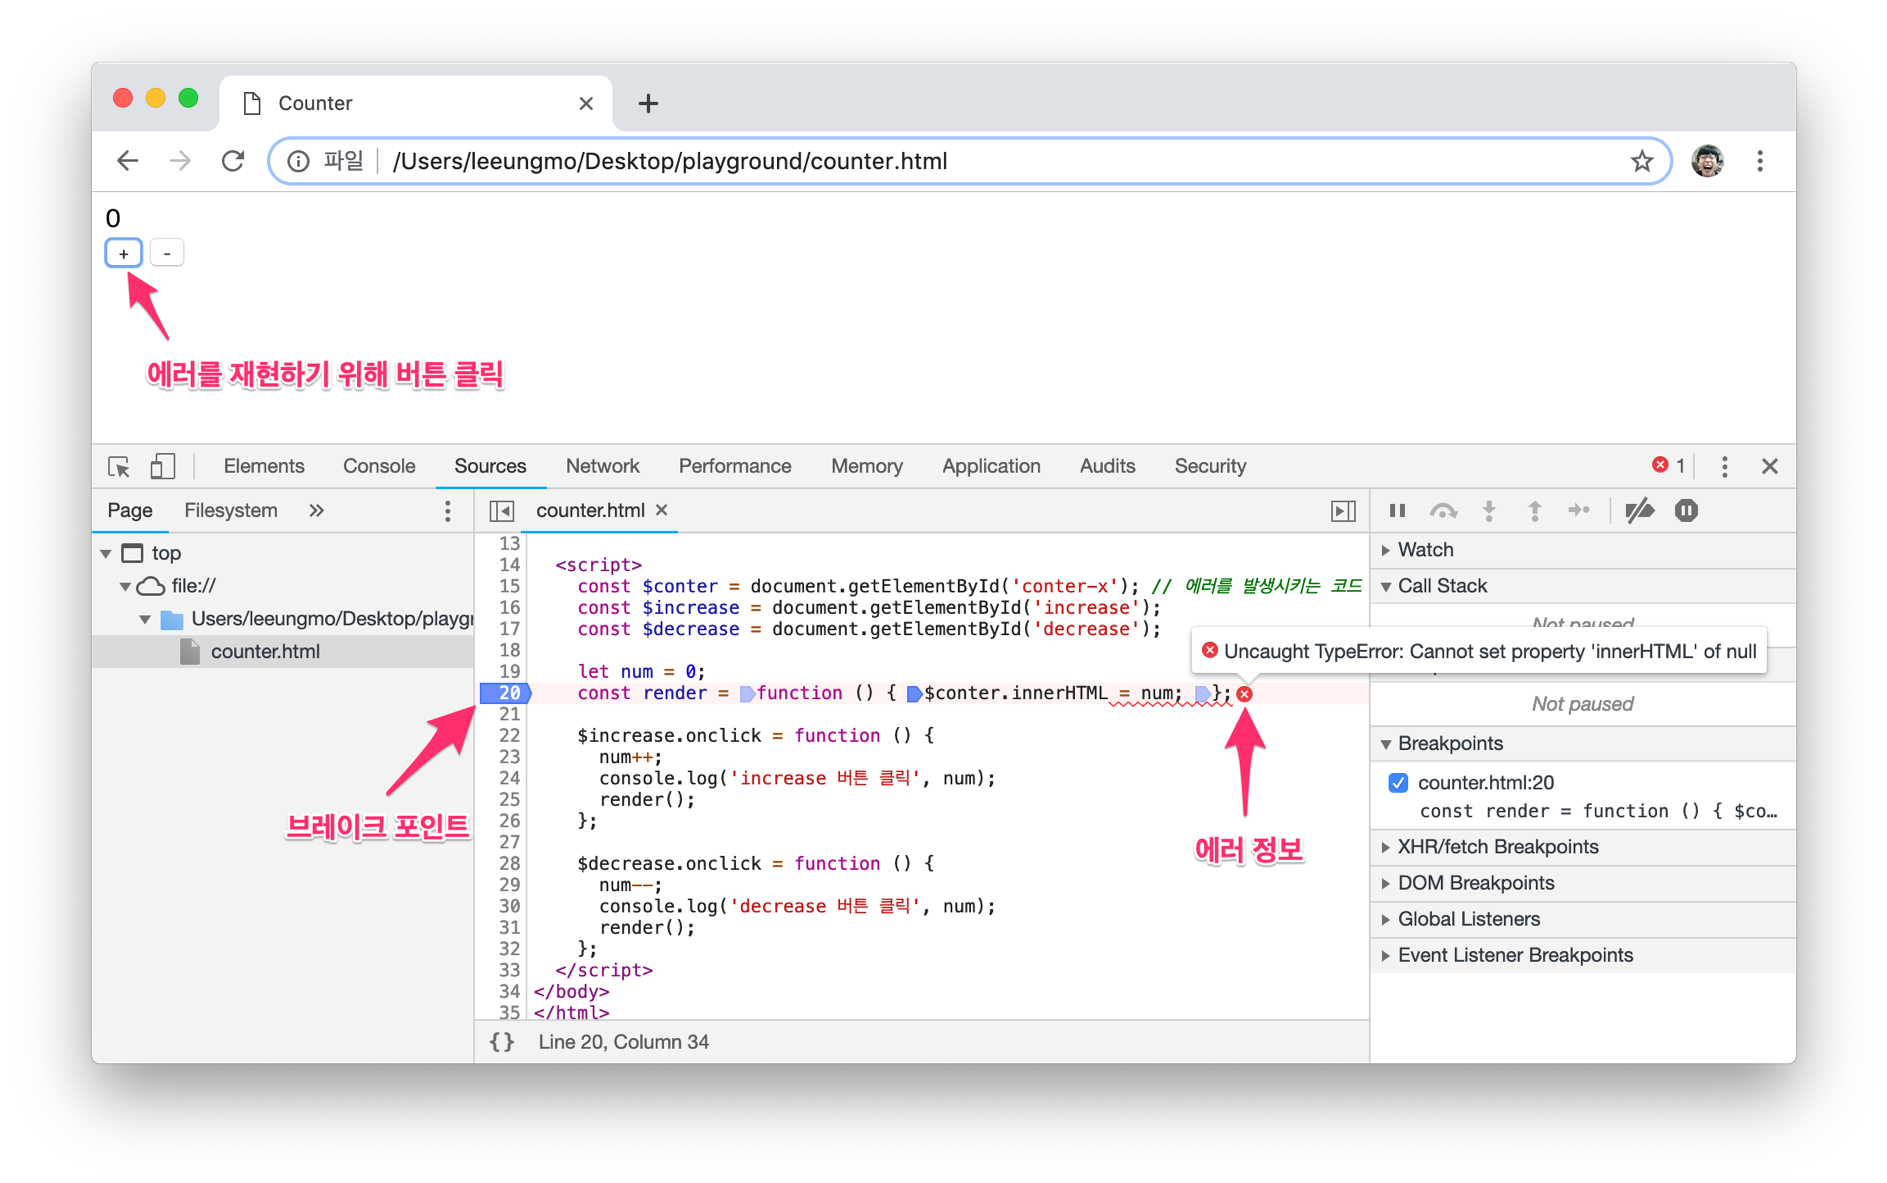 Counter
파일 /Users/leeungmo/Desktop/playground/counter.html
0
+ -
에러를 재현하기 위해 버튼 클릭
Elements Console Sources Network Performance Memory Application Audits Security 1
Page Filesystem »
counter.html
top
file://
Users/leeungmo/Desktop/playgr
counter.html
13
14 <script>
15 const $conter = document.getElementById('conter-x'); // 에러를 발생시키는 코드
16 const $increase = document.getElementById('increase');
17 const $decrease = document.getElementById('decrease');
18
19 let num = 0;
20 const render = function () { $conter.innerHTML = num; };
21
22 $increase.onclick = function () {
23 num++;
24 console.log('increase 버튼 클릭', num);
25 render();
26 };
27
28 $decrease.onclick = function () {
29 num--;
30 console.log('decrease 버튼 클릭', num);
31 render();
32 };
33 </script>
34 </body>
35 </html>
Uncaught TypeError: Cannot set property 'innerHTML' of null
브레이크 포인트
에러 정보
{} Line 20, Column 34
Watch
Call Stack
Not paused
Not paused
Breakpoints
counter.html:20
const render = function () { $co…
XHR/fetch Breakpoints
DOM Breakpoints
Global Listeners
Event Listener Breakpoints